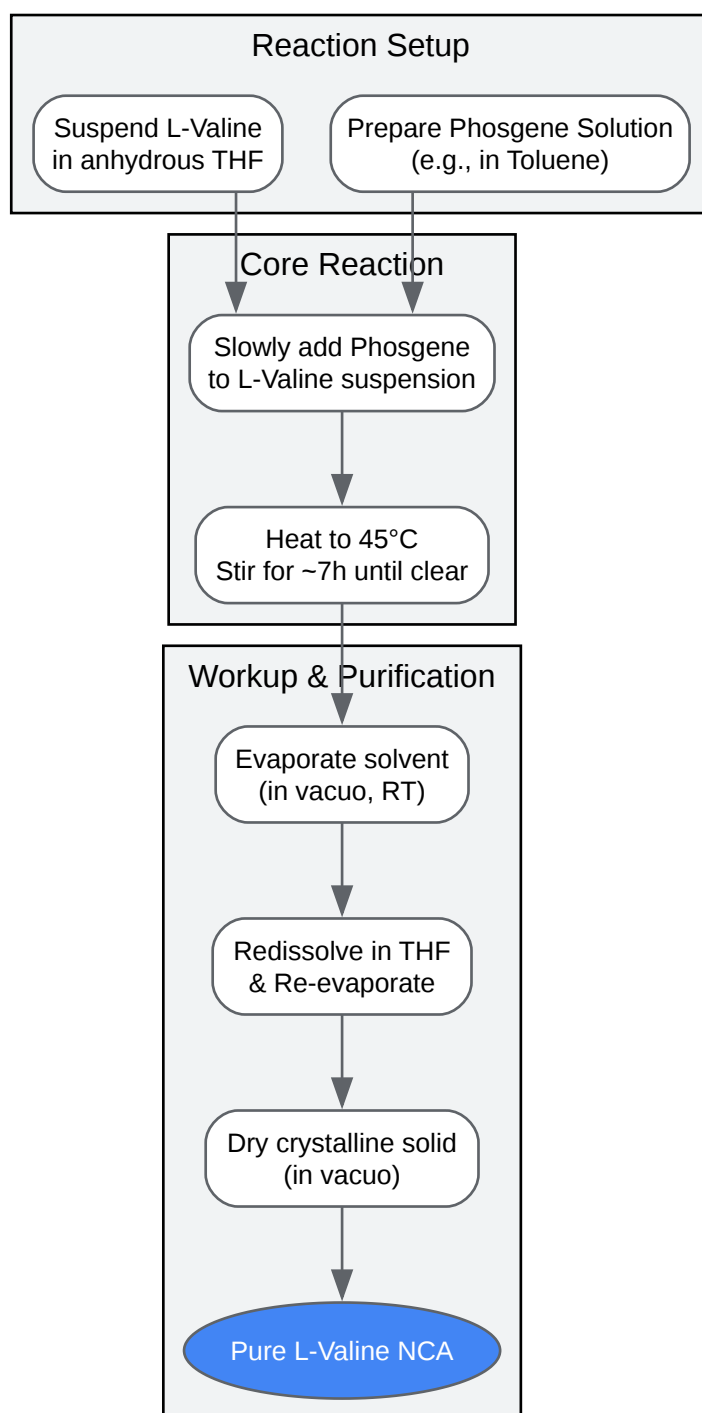 Reaction Setup
Suspend L-Valine
in anhydrous THF
Prepare Phosgene Solution
(e.g., in Toluene)
Core Reaction
Slowly add Phosgene
to L-Valine suspension
Heat to 45°C
Stir for ~7h until clear
Workup & Purification
Evaporate solvent
(in vacuo, RT)
Redissolve in THF
& Re-evaporate
Dry crystalline solid
(in vacuo)
Pure L-Valine NCA